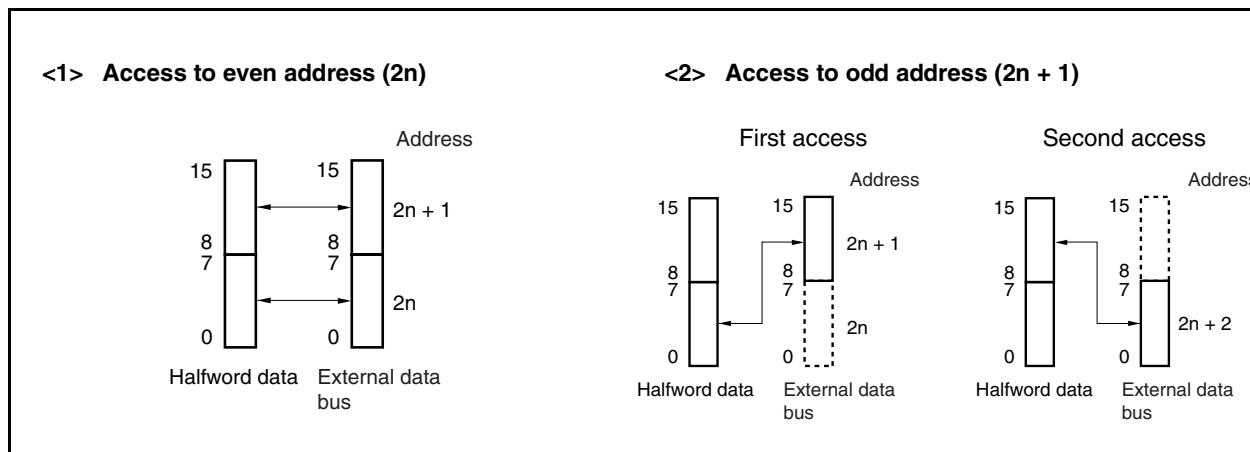 <1> Access to even address (2n)
Address
15
15
2n + 1
8
8
7
7
2n
0
0
Halfword data
External data
bus
<2> Access to odd address (2n + 1)
First access
Address
15
15
2n + 1
8
8
7
7
2n
0
0
Halfword data
External data
bus
Second access
Address
15
15
8
8
7
7
2n + 2
0
0
Halfword data
External data
bus